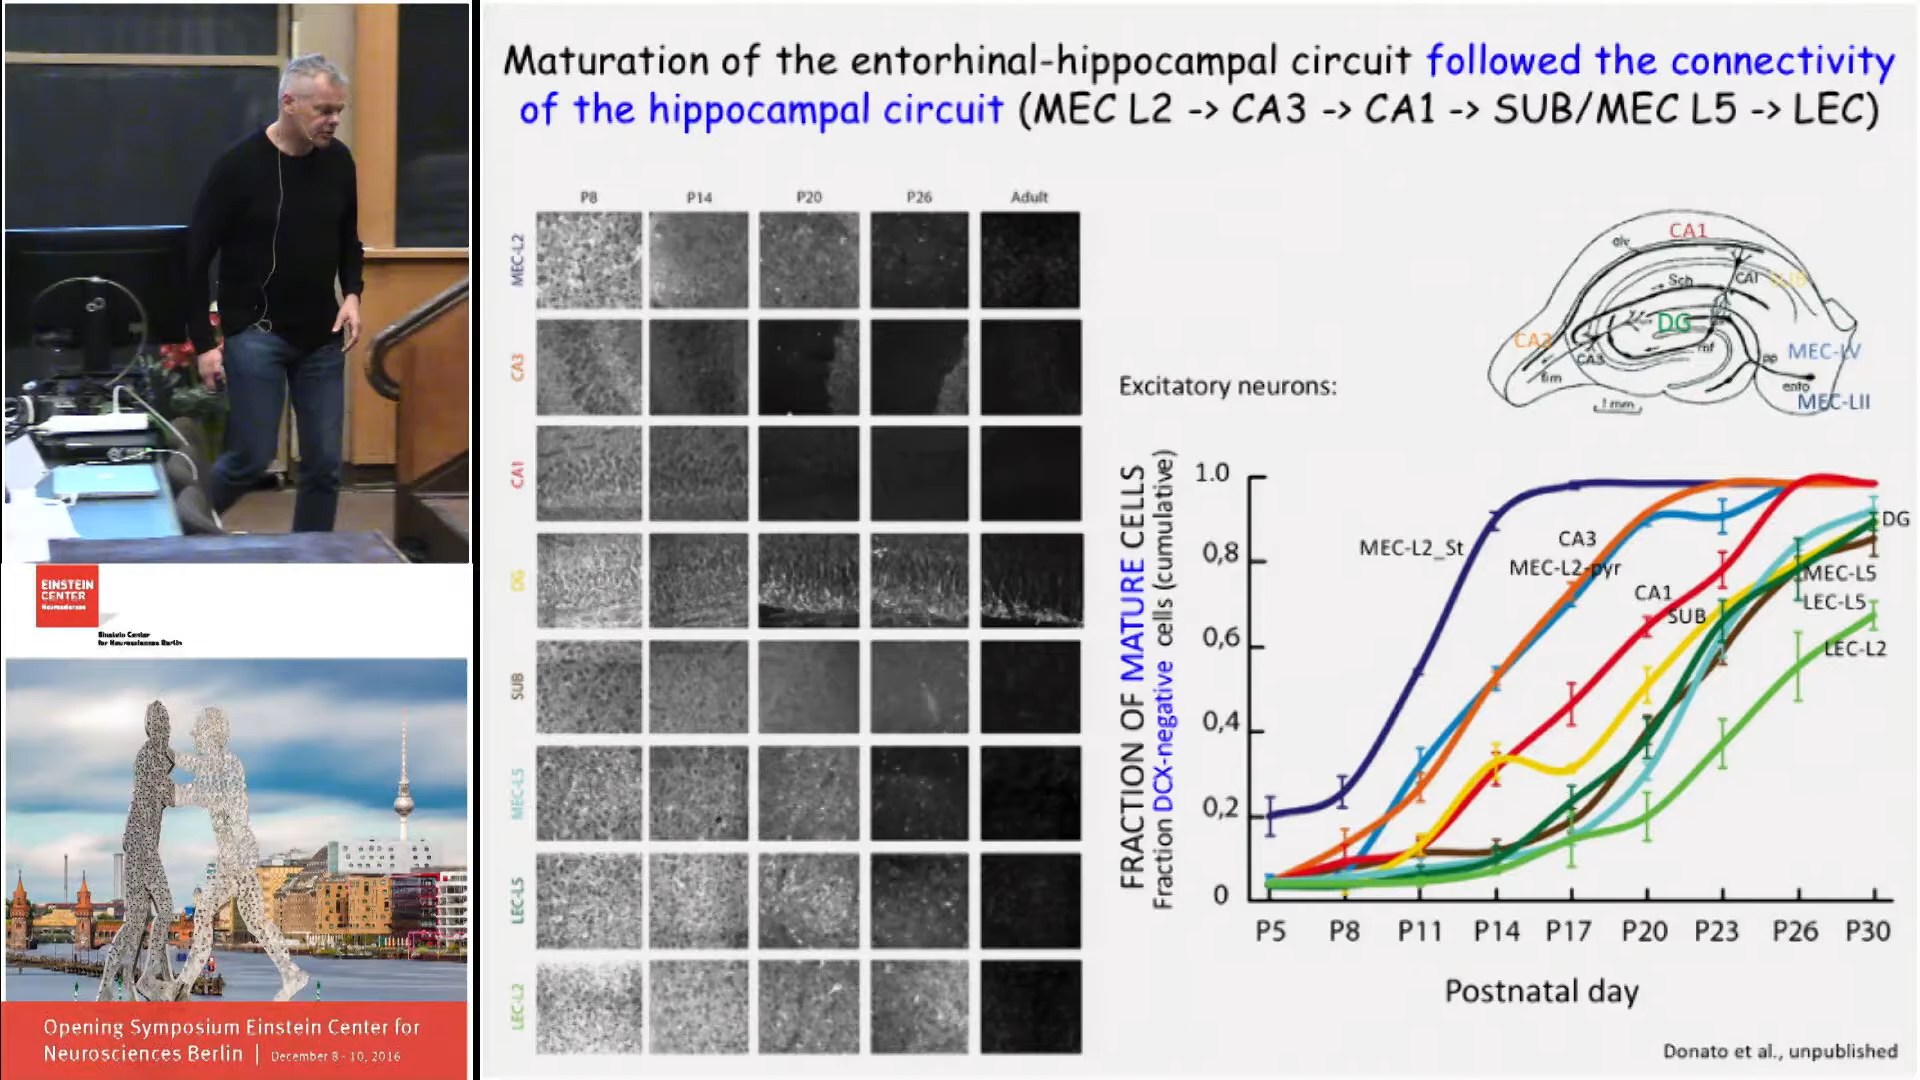 Maturation of the entorhinal-hippocampal circuit followed the connectivity
of the hippocampal circuit (MEC L2 -> CA3 -> CA1 -> SUB/MEC L5 -> LEC)
P8 P14 P20 P26 Adult
MEC-L2
CA3
CA1
DG
SUB
MEC-L5
LEC-L5
LEC-L2
CA1
alv
Sch
CA1
SUB
DG
CA3
CA3
mf
pp
MEC-LV
fim
ento
1 mm
MEC-LII
Excitatory neurons:
FRACTION OF MATURE CELLS
Fraction DCX-negative cells (cumulative)
1.0
0,8
0,6
0,4
0,2
0
MEC-L2_St
CA3
MEC-L2-pyr
CA1
SUB
DG
MEC-L5
LEC-L5
LEC-L2
P5 P8 P11 P14 P17 P20 P23 P26 P30
Postnatal day
Donato et al., unpublished
EINSTEIN
CENTER
Neurosciences
Einstein Center
for Neurosciences Berlin
Opening Symposium Einstein Center for
Neurosciences Berlin | December 8 - 10, 2016